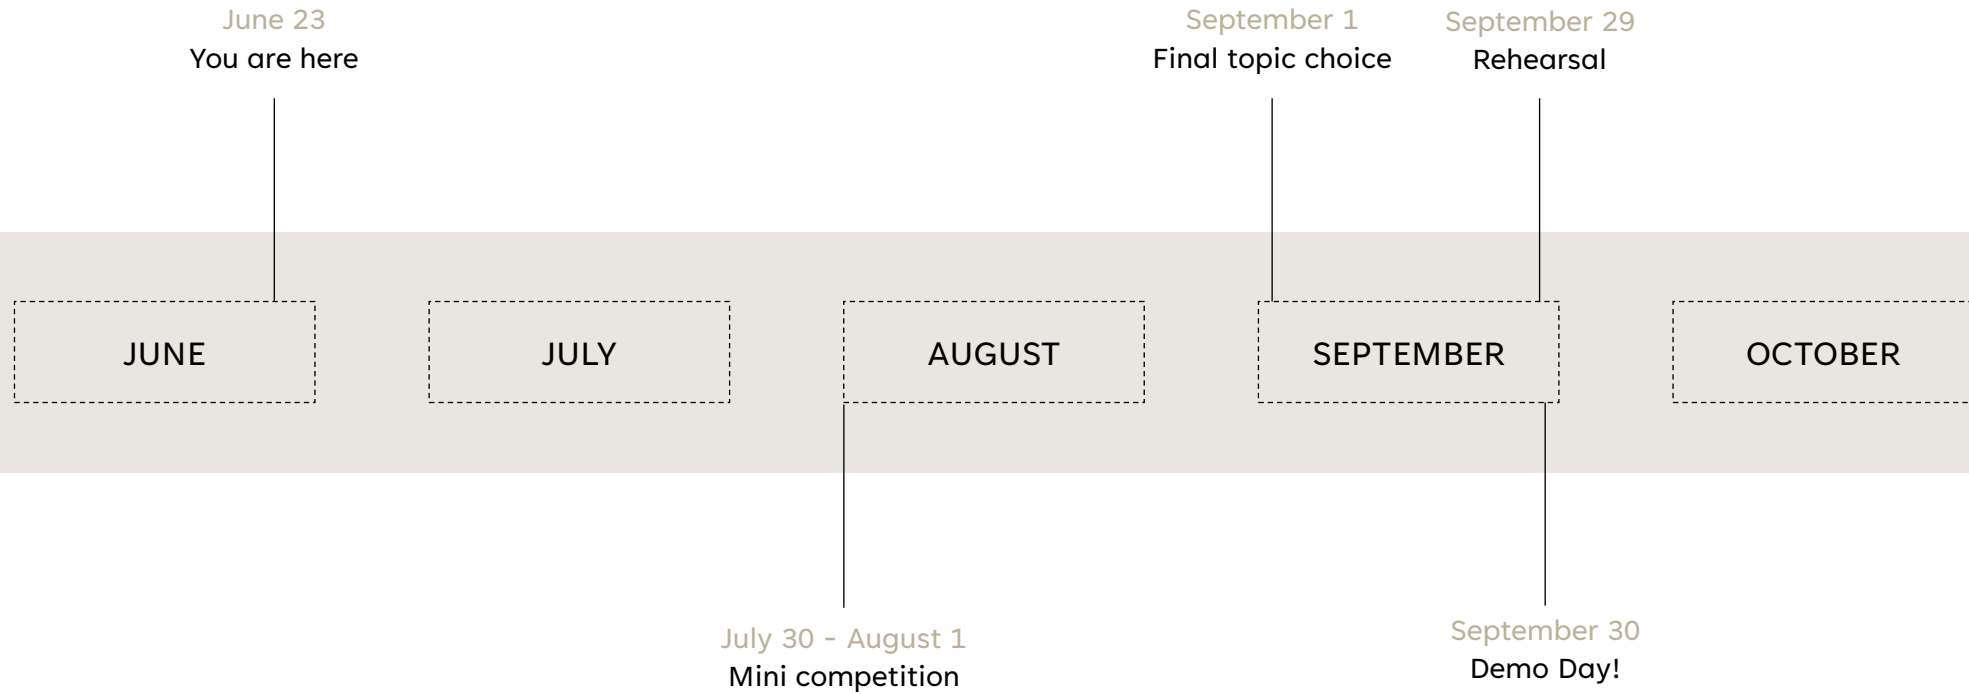 June 23
You are here
September 1
Final topic choice
September 29
Rehearsal
JUNE
JULY
AUGUST
SEPTEMBER
OCTOBER
July 30 - August 1
Mini competition
September 30
Demo Day!